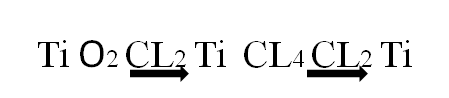 Ti O₂ CL₂ Ti CL₄ CL₂ Ti